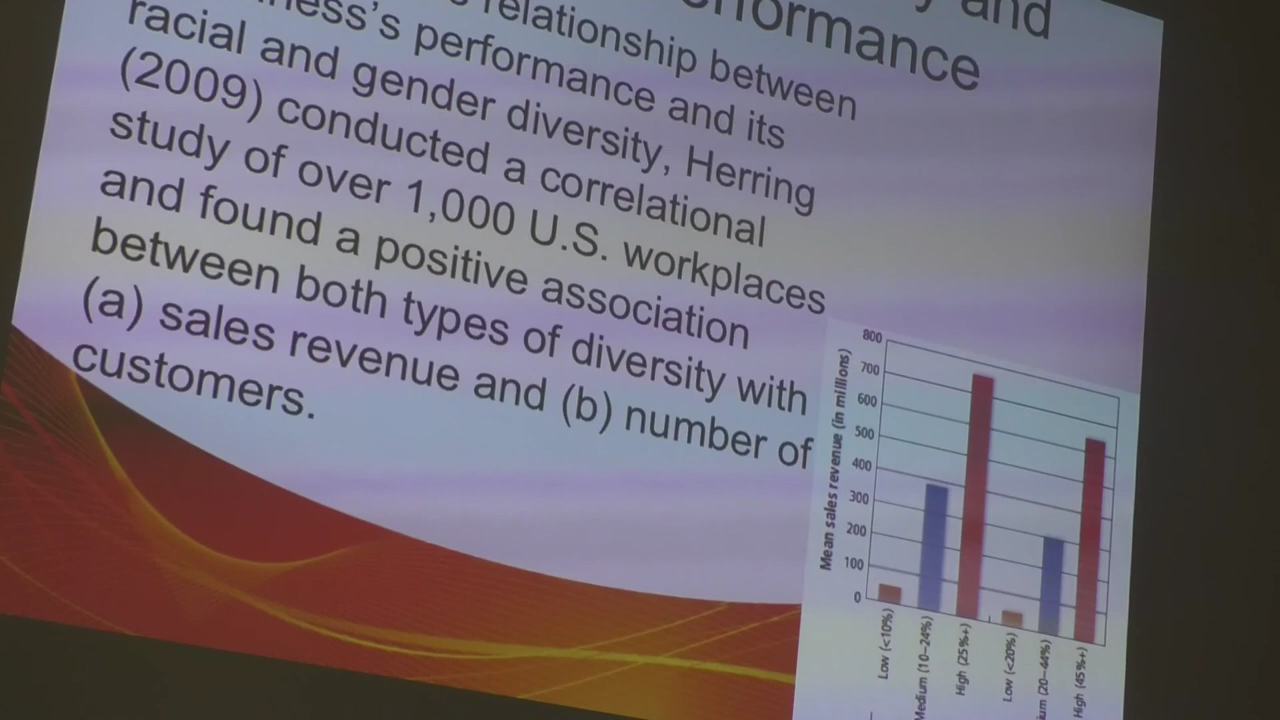 and
relationship between
performance and its
racial and gender diversity, Herring
(2009) conducted a correlational
study of over 1,000 U.S. workplaces
and found a positive association
between both types of diversity with
(a) sales revenue and (b) number of
customers.
Mean sales revenue (in millions)
800
700
600
500
400
300
200
100
0
Low (<10%)
Medium (10–24%)
High (25%+)
Low (<20%)
(20–44%)
High (45%+)